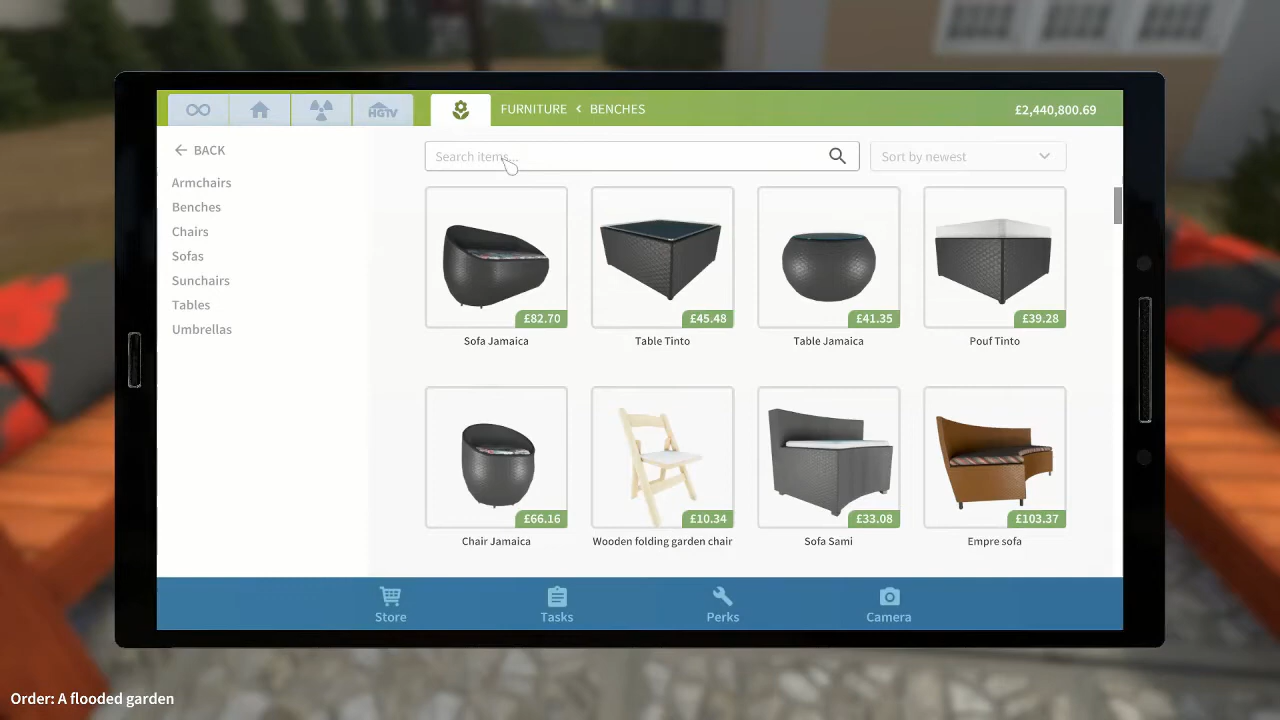 HGTV
FURNITURE < BENCHES
£2,440,800.69
BACK
Search items...
Sort by newest
Armchairs
Benches
Chairs
Sofas
Sunchairs
Tables
Umbrellas
£82.70
£45.48
£41.35
£39.28
Sofa Jamaica
Table Tinto
Table Jamaica
Pouf Tinto
£66.16
£10.34
£33.08
£103.37
Chair Jamaica
Wooden folding garden chair
Sofa Sami
Empre sofa
Store
Tasks
Perks
Camera
Order: A flooded garden